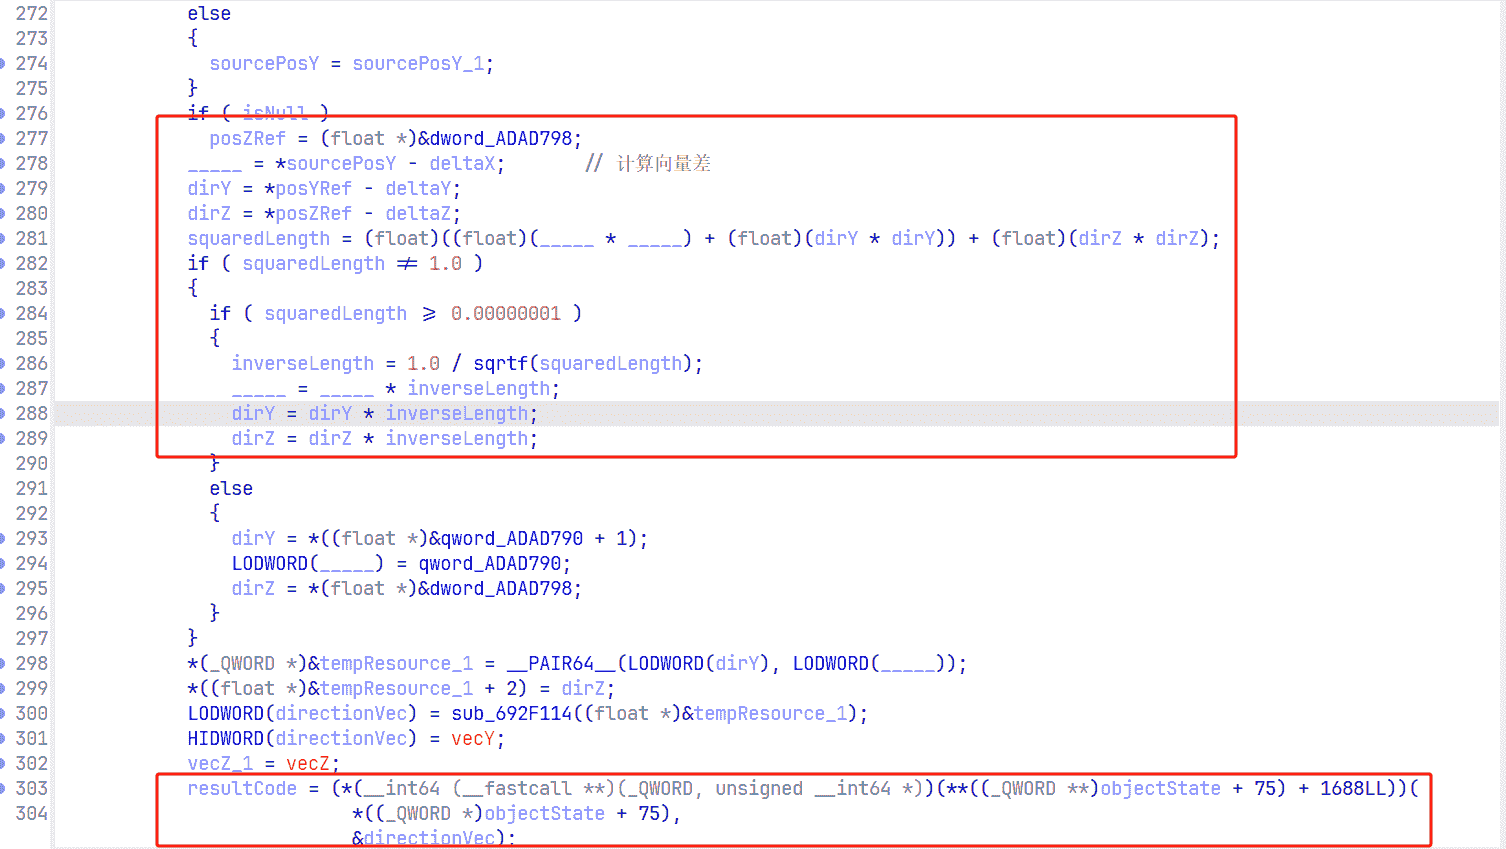 272 else
273 {
274 sourcePosY = sourcePosY_1;
275 }
276 if ( isNull )
277 posZRef = (float *)&dword_ADAD798;
278 _____ = *sourcePosY - deltaX; // 计算向量差
279 dirY = *posYRef - deltaY;
280 dirZ = *posZRef - deltaZ;
281 squaredLength = (float)((float)(_____ * _____) + (float)(dirY * dirY)) + (float)(dirZ * dirZ);
282 if ( squaredLength ≠ 1.0 )
283 {
284 if ( squaredLength ⩾ 0.00000001 )
285 {
286 inverseLength = 1.0 / sqrtf(squaredLength);
287 _____ = _____ * inverseLength;
288 dirY = dirY * inverseLength;
289 dirZ = dirZ * inverseLength;
290 }
291 else
292 {
293 dirY = *((float *)&qword_ADAD790 + 1);
294 LODWORD(_____) = qword_ADAD790;
295 dirZ = *(float *)&dword_ADAD798;
296 }
297 }
298 *(_QWORD *)&tempResource_1 = __PAIR64__(LODWORD(dirY), LODWORD(_____));
299 *((float *)&tempResource_1 + 2) = dirZ;
300 LODWORD(directionVec) = sub_692F114((float *)&tempResource_1);
301 HIDWORD(directionVec) = vecY;
302 vecZ_1 = vecZ;
303 resultCode = (*(__int64 (__fastcall **)(_QWORD, unsigned __int64 *))(**((_QWORD **)objectState + 75) + 1688LL))(
304 *((_QWORD *)objectState + 75),
&directionVec);